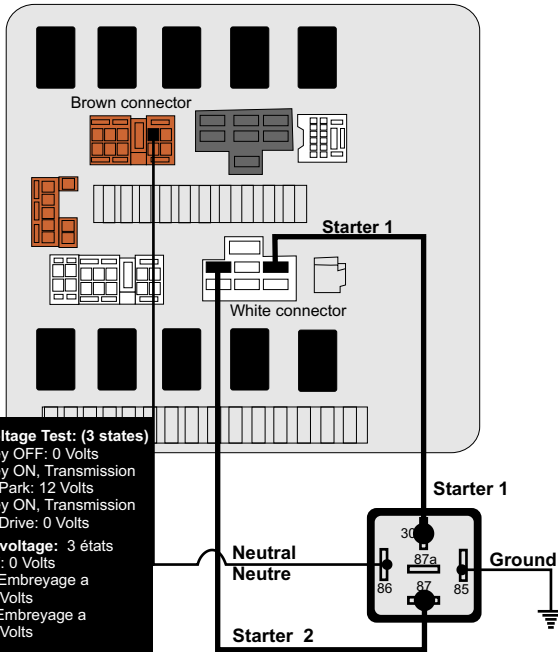 Brown connector
Starter 1
White connector
ltage Test: (3 states)
y OFF: 0 Volts
y ON, Transmission
Park: 12 Volts
y ON, Transmission
Drive: 0 Volts
voltage: 3 états
: 0 Volts
Embreyage a
Volts
Embreyage a
Volts
Starter 1
30
87a
87
86
85
Neutral
Neutre
Ground
Starter 2